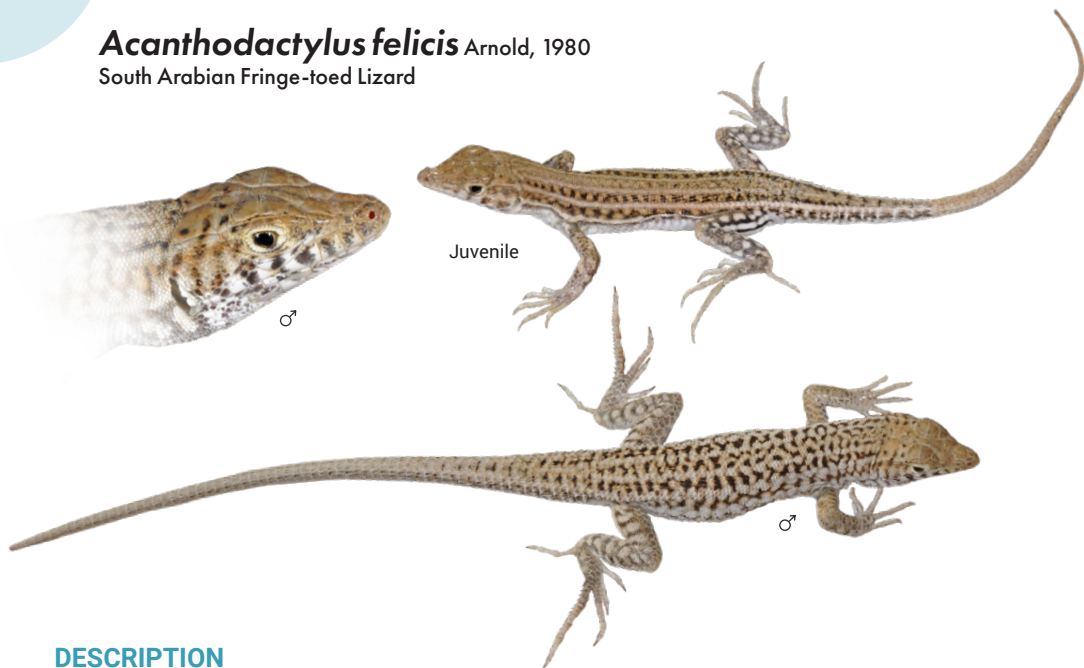 Acanthodactylus felicis Arnold, 1980
South Arabian Fringe-toed Lizard
Juvenile
♂
♂
DESCRIPTION